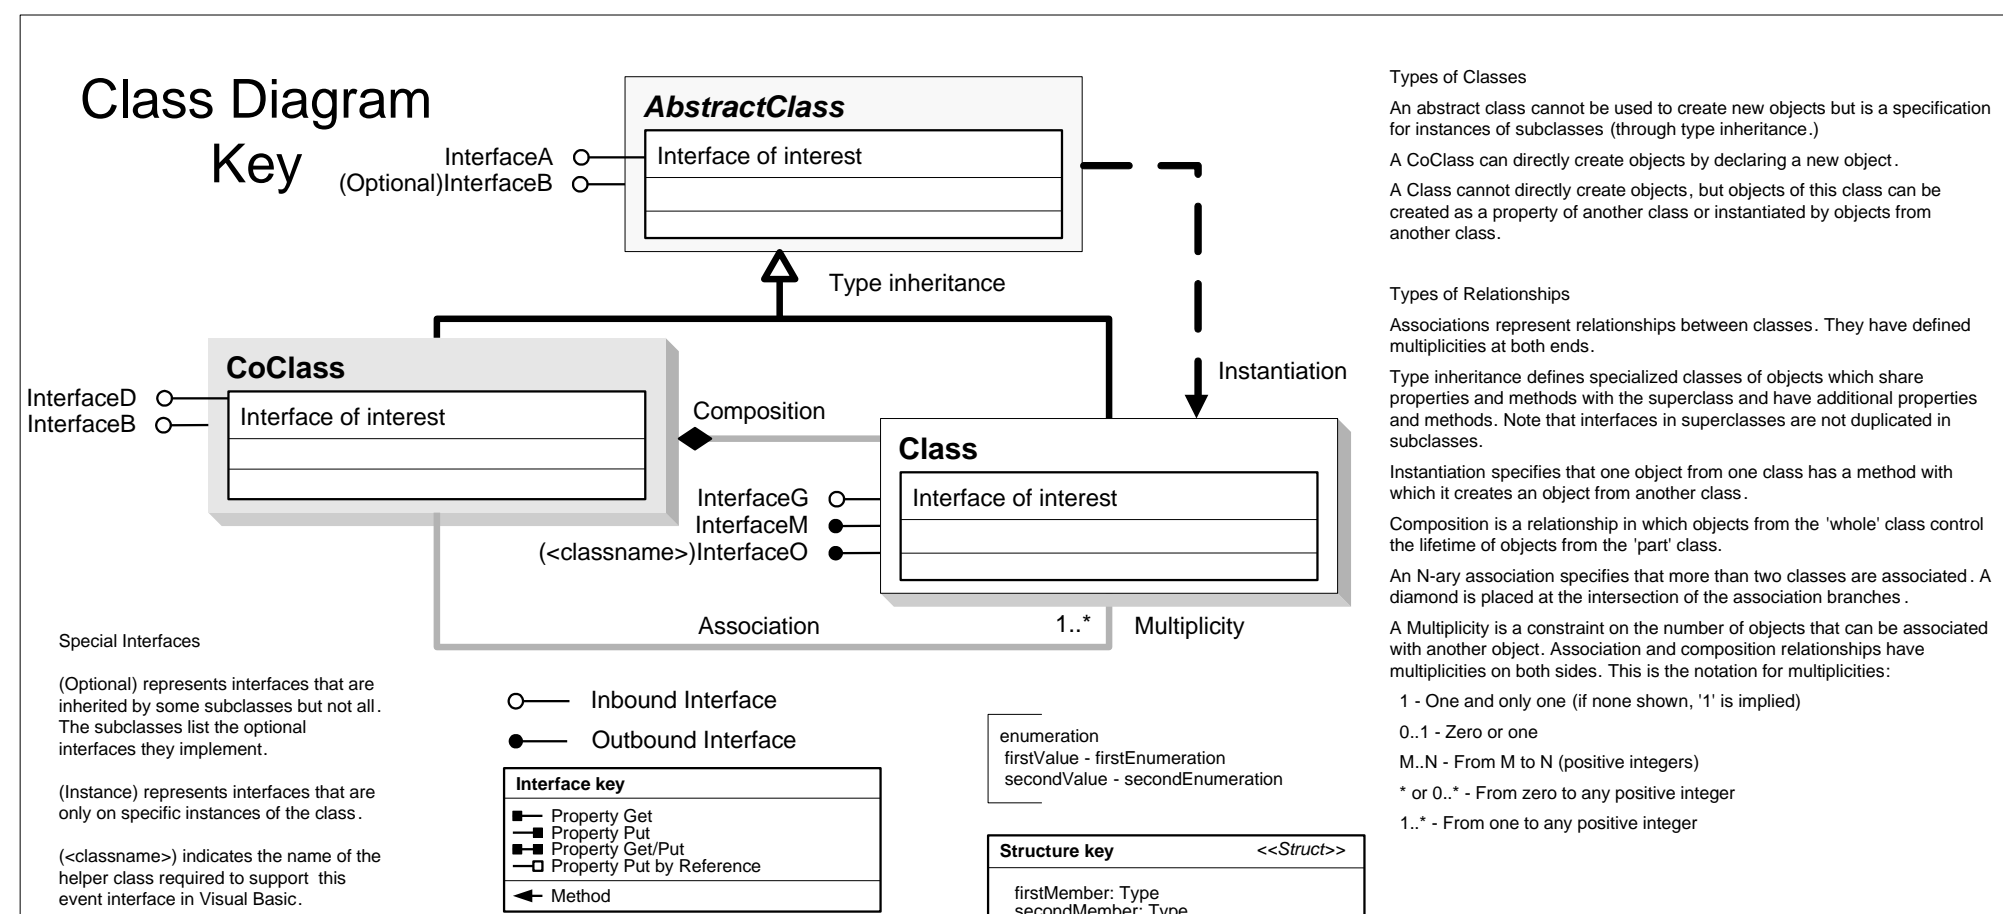 Class Diagram
Key
AbstractClass
Interface of interest
InterfaceA
(Optional)InterfaceB
Type inheritance
CoClass
Interface of interest
InterfaceD
InterfaceB
Composition
Instantiation
Class
Interface of interest
InterfaceG
InterfaceM
(<classname>)InterfaceO
Association
1..*
Multiplicity
Special Interfaces
(Optional) represents interfaces that are
inherited by some subclasses but not all.
The subclasses list the optional
interfaces they implement.
(Instance) represents interfaces that are
only on specific instances of the class.
(<classname>) indicates the name of the
helper class required to support this
event interface in Visual Basic.
Inbound Interface
Outbound Interface
Interface key
Property Get
Property Put
Property Get/Put
Property Put by Reference
Method
enumeration
firstValue - firstEnumeration
secondValue - secondEnumeration
Structure key <<Struct>>
firstMember: Type
secondMember: Type
Types of Classes
An abstract class cannot be used to create new objects but is a specification
for instances of subclasses (through type inheritance.)
A CoClass can directly create objects by declaring a new object.
A Class cannot directly create objects, but objects of this class can be
created as a property of another class or instantiated by objects from
another class.
Types of Relationships
Associations represent relationships between classes. They have defined
multiplicities at both ends.
Type inheritance defines specialized classes of objects which share
properties and methods with the superclass and have additional properties
and methods. Note that interfaces in superclasses are not duplicated in
subclasses.
Instantiation specifies that one object from one class has a method with
which it creates an object from another class.
Composition is a relationship in which objects from the 'whole' class control
the lifetime of objects from the 'part' class.
An N-ary association specifies that more than two classes are associated. A
diamond is placed at the intersection of the association branches.
A Multiplicity is a constraint on the number of objects that can be associated
with another object. Association and composition relationships have
multiplicities on both sides. This is the notation for multiplicities:
1 - One and only one (if none shown, '1' is implied)
0..1 - Zero or one
M..N - From M to N (positive integers)
* or 0..* - From zero to any positive integer
1..* - From one to any positive integer